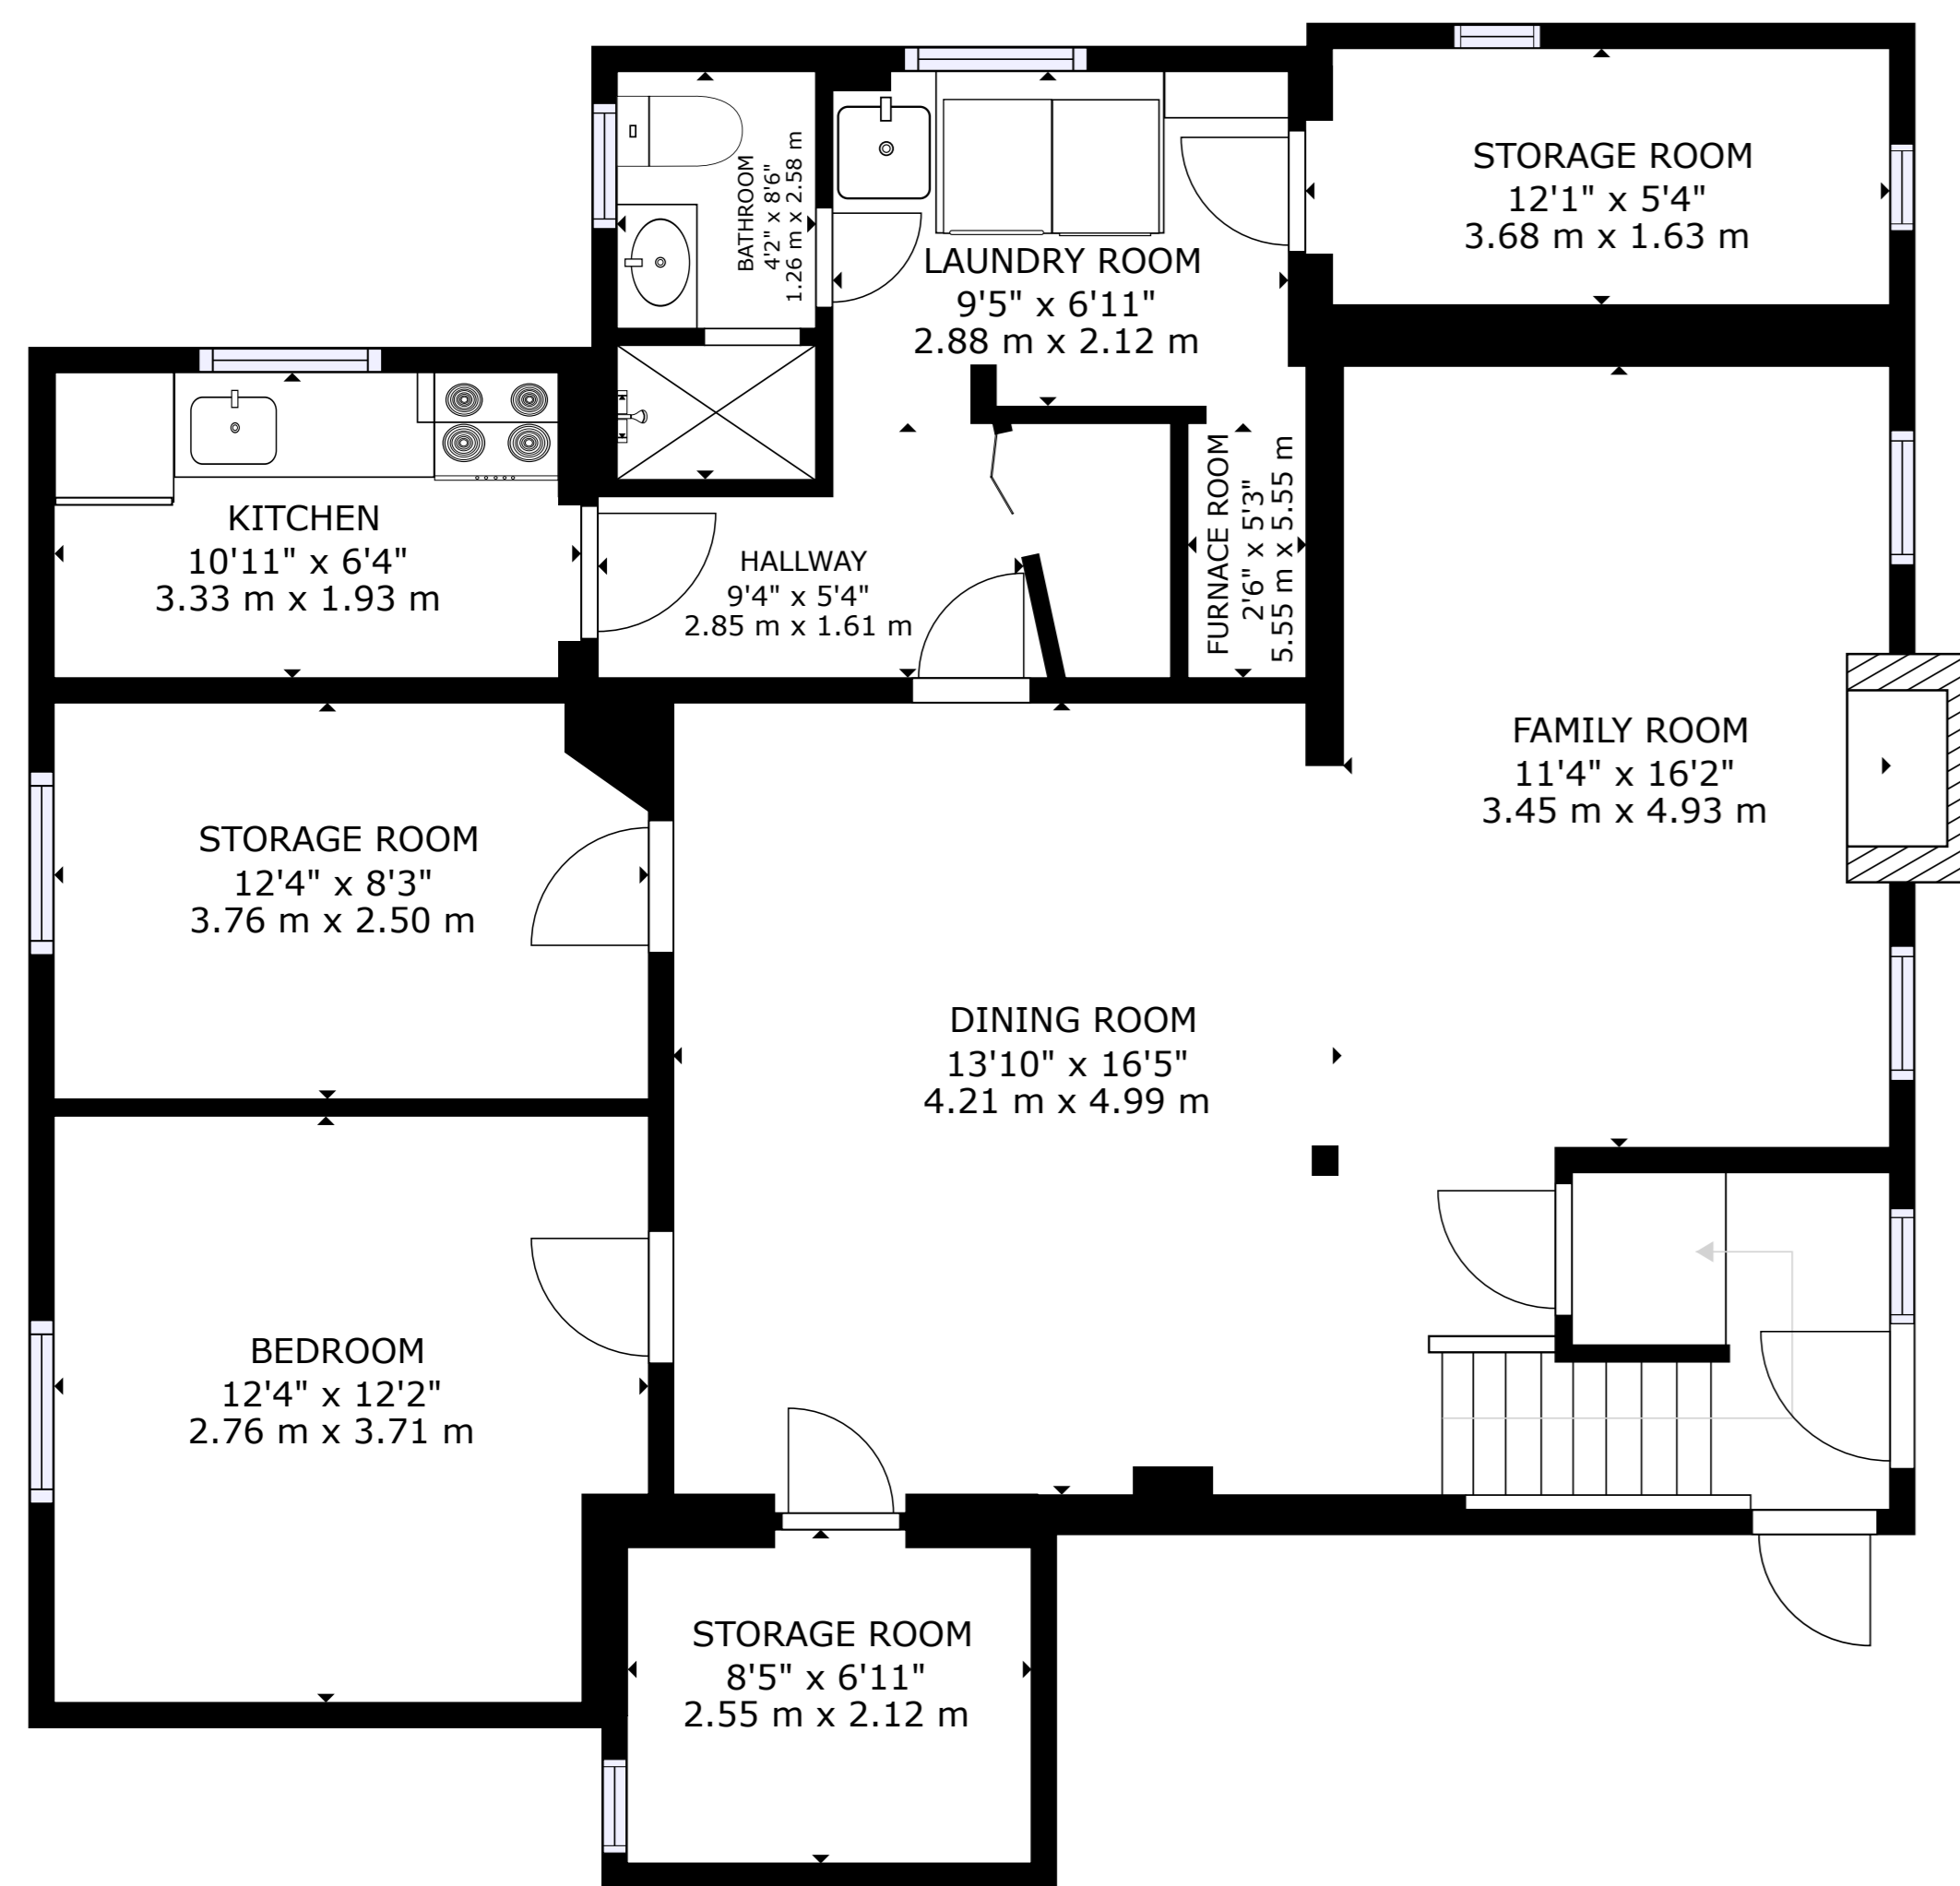 STORAGE ROOM
12'1" x 5'4"
3.68 m x 1.63 m
BATHROOM
4'2" x 8'6"
1.26 m x 2.58 m
LAUNDRY ROOM
9'5" x 6'11"
2.88 m x 2.12 m
KITCHEN
10'11" x 6'4"
3.33 m x 1.93 m
HALLWAY
9'4" x 5'4"
2.85 m x 1.61 m
FURNACE ROOM
2'6" x 5'3"
5.55 m x 5.55 m
FAMILY ROOM
11'4" x 16'2"
3.45 m x 4.93 m
STORAGE ROOM
12'4" x 8'3"
3.76 m x 2.50 m
DINING ROOM
13'10" x 16'5"
4.21 m x 4.99 m
BEDROOM
12'4" x 12'2"
2.76 m x 3.71 m
STORAGE ROOM
8'5" x 6'11"
2.55 m x 2.12 m